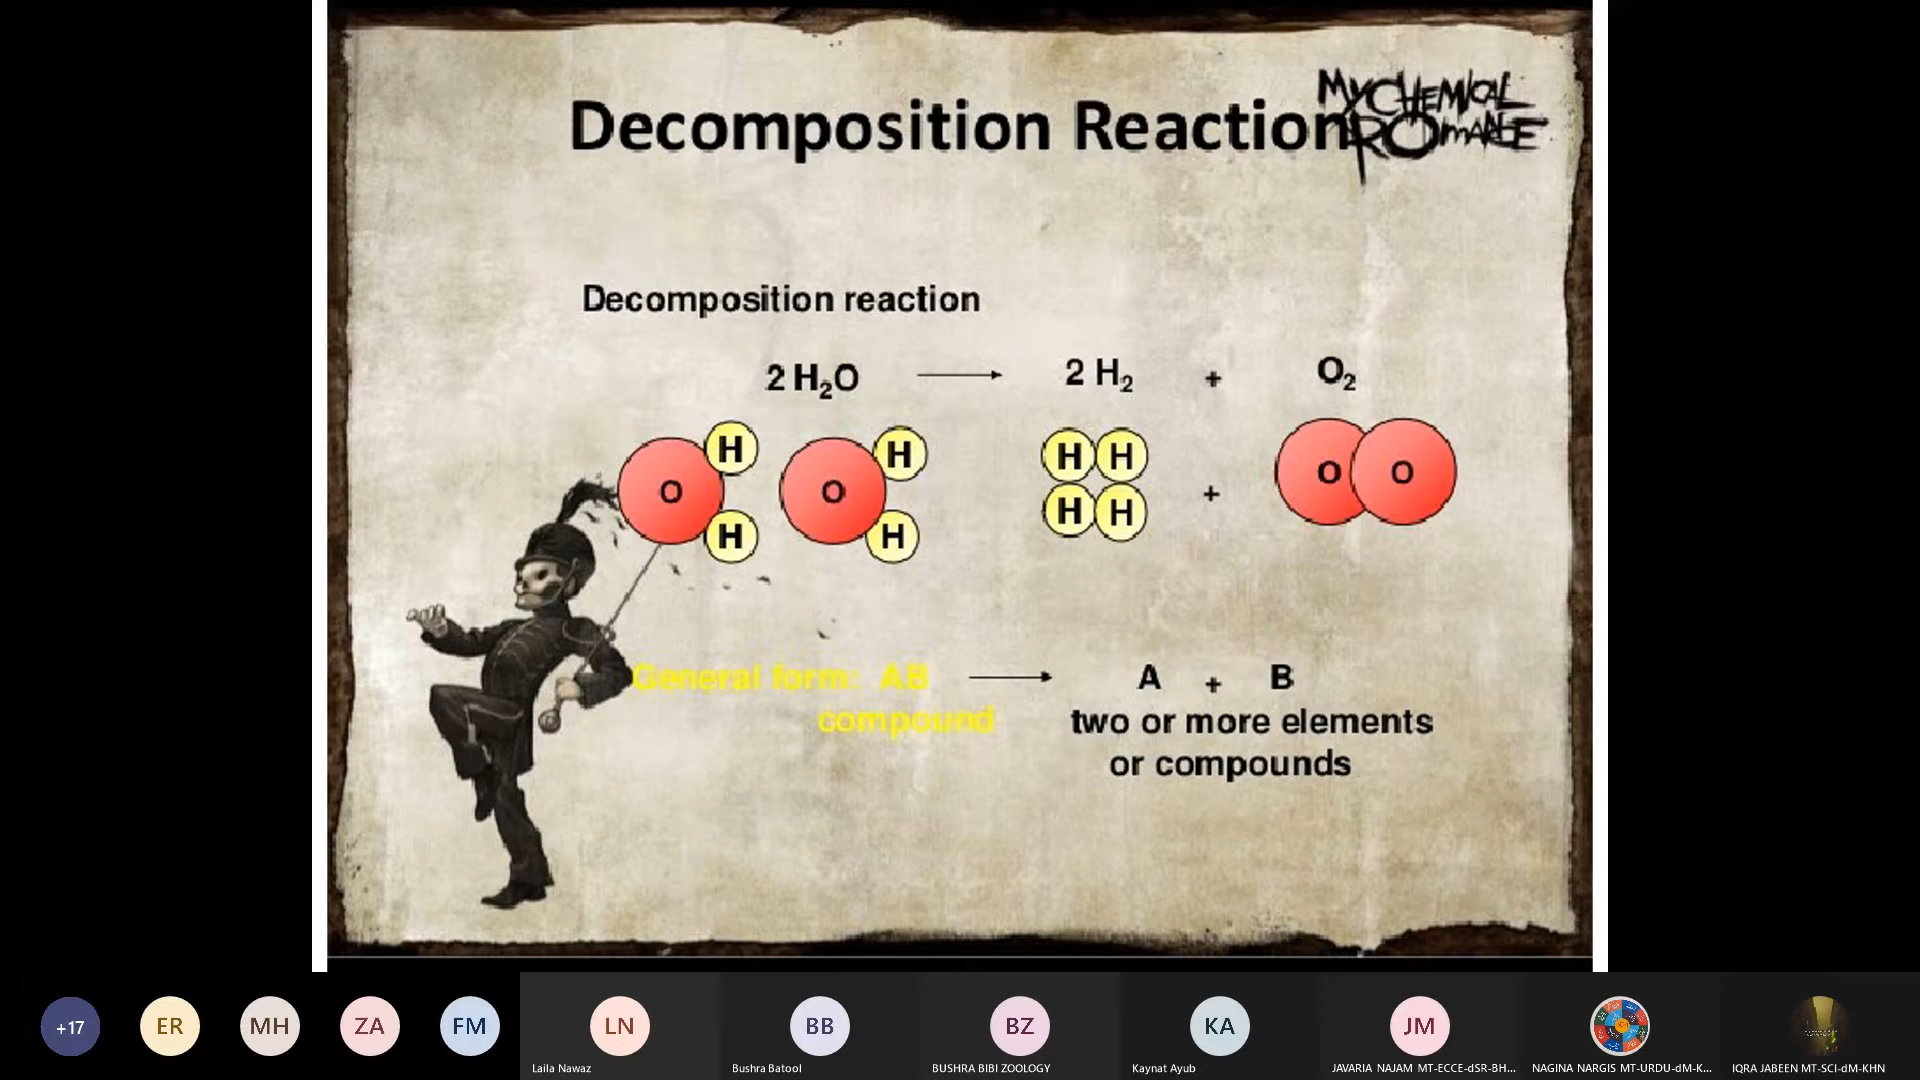 MY CHEMICAL
ROMANCE
Decomposition Reaction
Decomposition reaction
2 H₂O → 2 H₂ + O₂
O H H O H H H H H H + O O
General form: AB → A + B
compound two or more elements
or compounds
+17 ER MH ZA FM LN BB BZ KA JM
Laila Nawaz Bushra Batool BUSHRA BIBI ZOOLOGY Kaynat Ayub JAVARIA NAJAM MT-ECCE-dSR-BH... NAGINA NARGIS MT-URDU-dM-K... IQRA JABEEN MT-SCI-dM-KHN